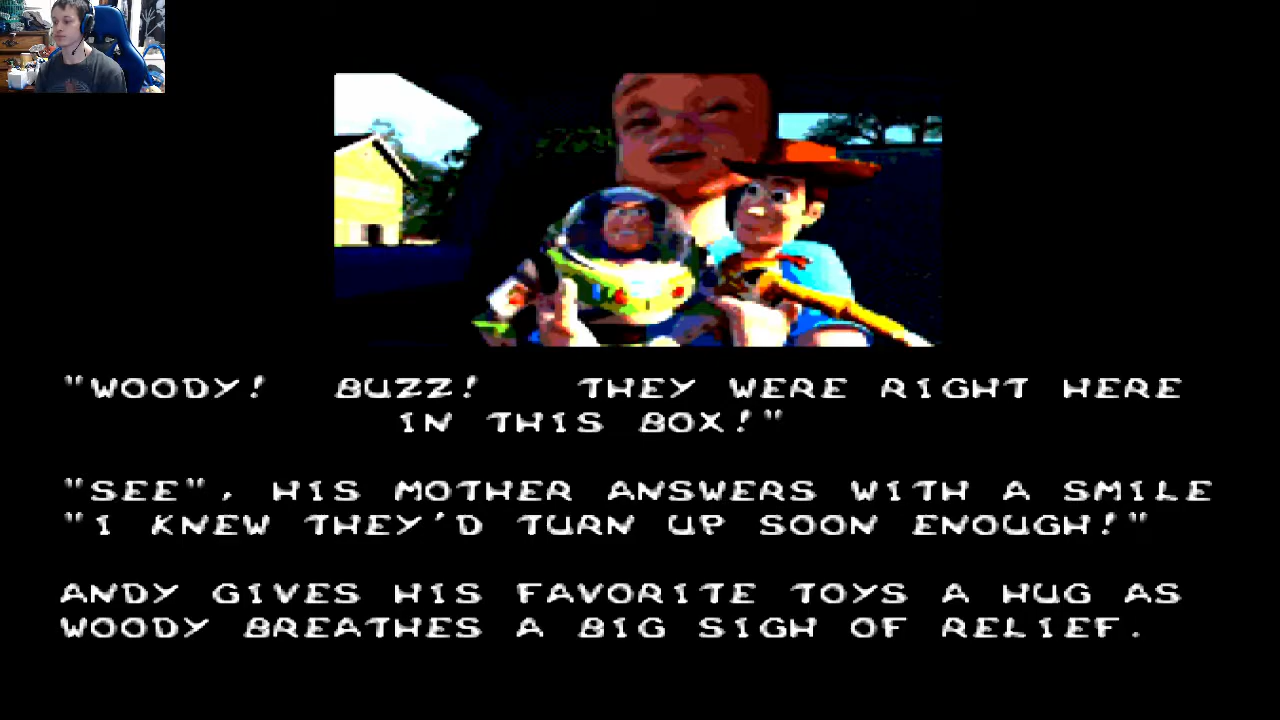 "WOODY! BUZZ! THEY WERE RIGHT HERE
IN THIS BOX!"
"SEE", HIS MOTHER ANSWERS WITH A SMILE
"I KNEW THEY'D TURN UP SOON ENOUGH!"
ANDY GIVES HIS FAVORITE TOYS A HUG AS
WOODY BREATHES A BIG SIGH OF RELIEF.